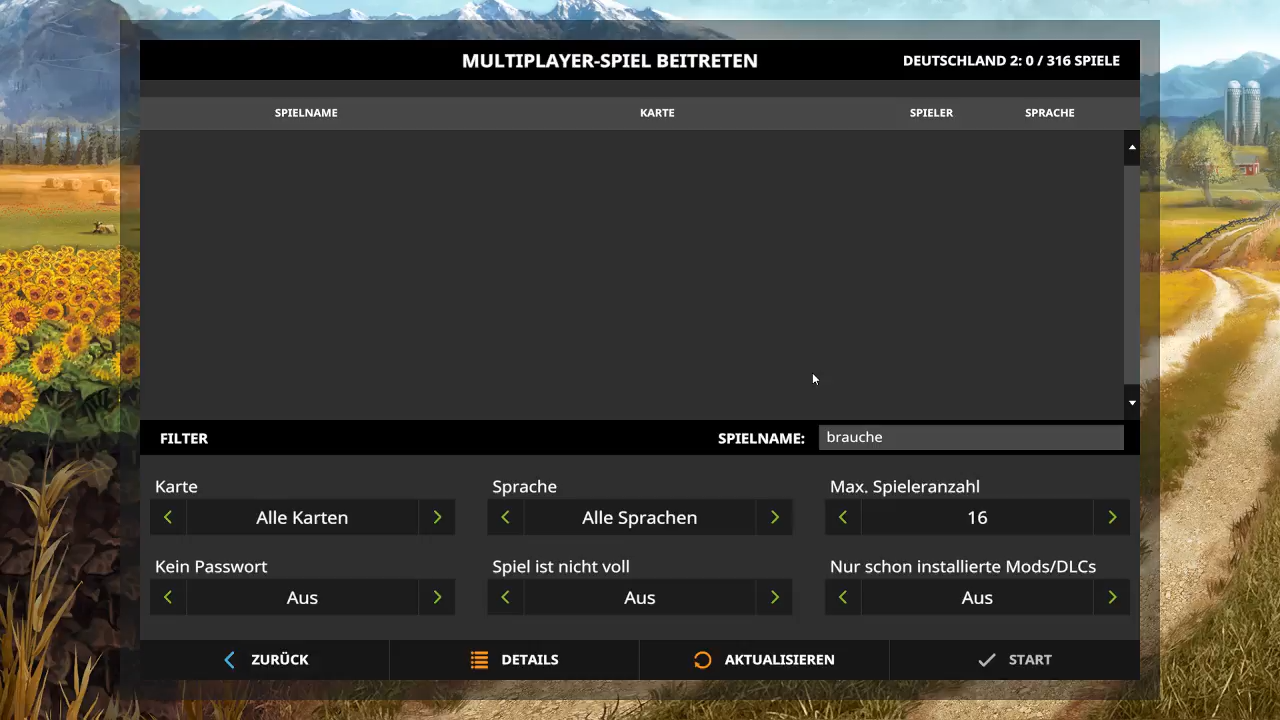 MULTIPLAYER-SPIEL BEITRETEN DEUTSCHLAND 2: 0 / 316 SPIELE
SPIELNAME KARTE SPIELER SPRACHE
FILTER SPIELNAME: brauche
Karte Sprache Max. Spieleranzahl
Alle Karten Alle Sprachen 16
Kein Passwort Spiel ist nicht voll Nur schon installierte Mods/DLCs
Aus Aus Aus
ZURÜCK DETAILS AKTUALISIEREN START